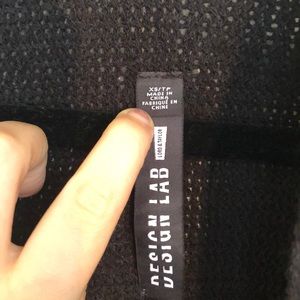 XS/TP
MADE IN
CHINA
FABRIQUÉ EN
CHINE
LORD & TAYLOR
DESIGN LAB